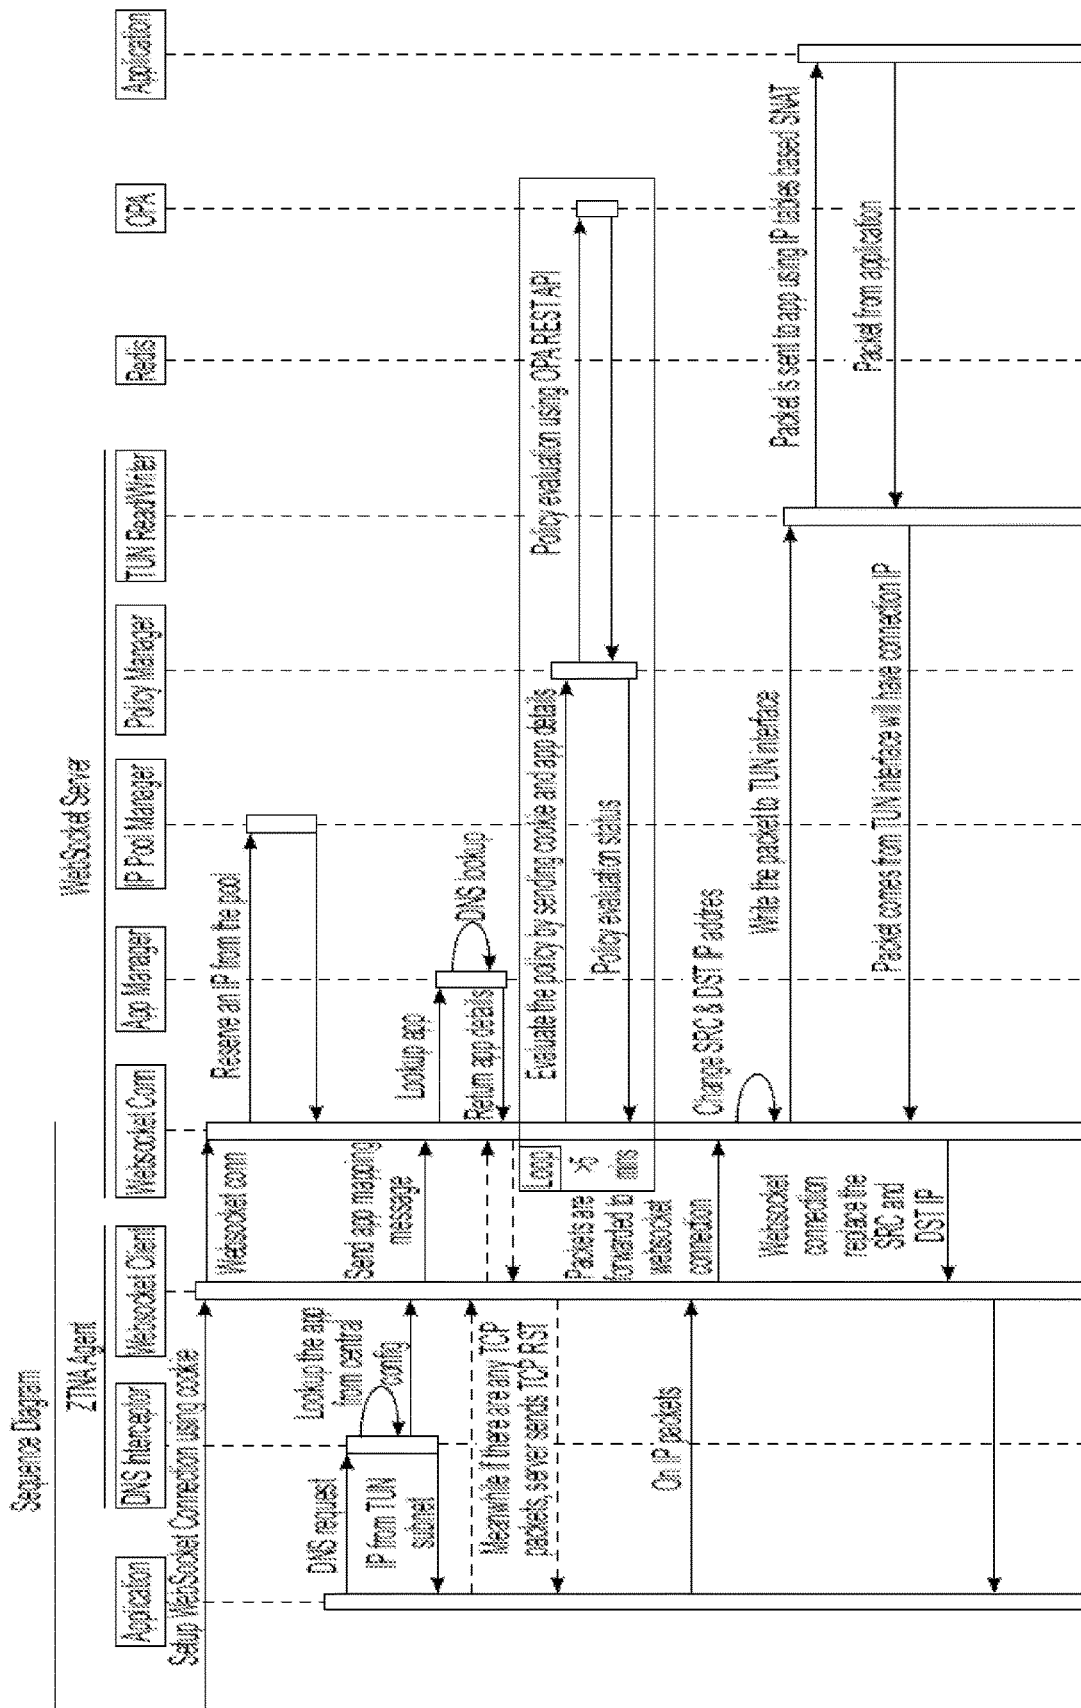 Sequence Diagram
ZTNA Agent
WebSocket Server
Application
DNS Interceptor
Websocket Client
Websocket Conn
App Manager
IP Pool Manager
Policy Manager
TUN Read/Writer
Redis
OPA
Application
Setup WebSocket Connection using cookie
Websocket conn
Reserve an IP from the pool
DNS request
Lookup the app
from central
config
IP from TUN
subnet
Send app mapping
message
Lookup app
DNS lookup
Return app details
Meanwhile if there are any TCP
packets, server sends TCP RST
Loop
X5
mins
Evaluate the policy by sending cookie and app details
Policy evaluation using OPA REST API
Policy evaluation status
On IP packets
Packets are
forwarded to
websocket
connection
Change SRC & DST IP addres
Write the packet to TUN interface
Packet is sent to app using IP tables based SNAT
Packet from application
Packet comes from TUN interface will have connection IP
Websocket
connection
replace the
SRC and
DST IP